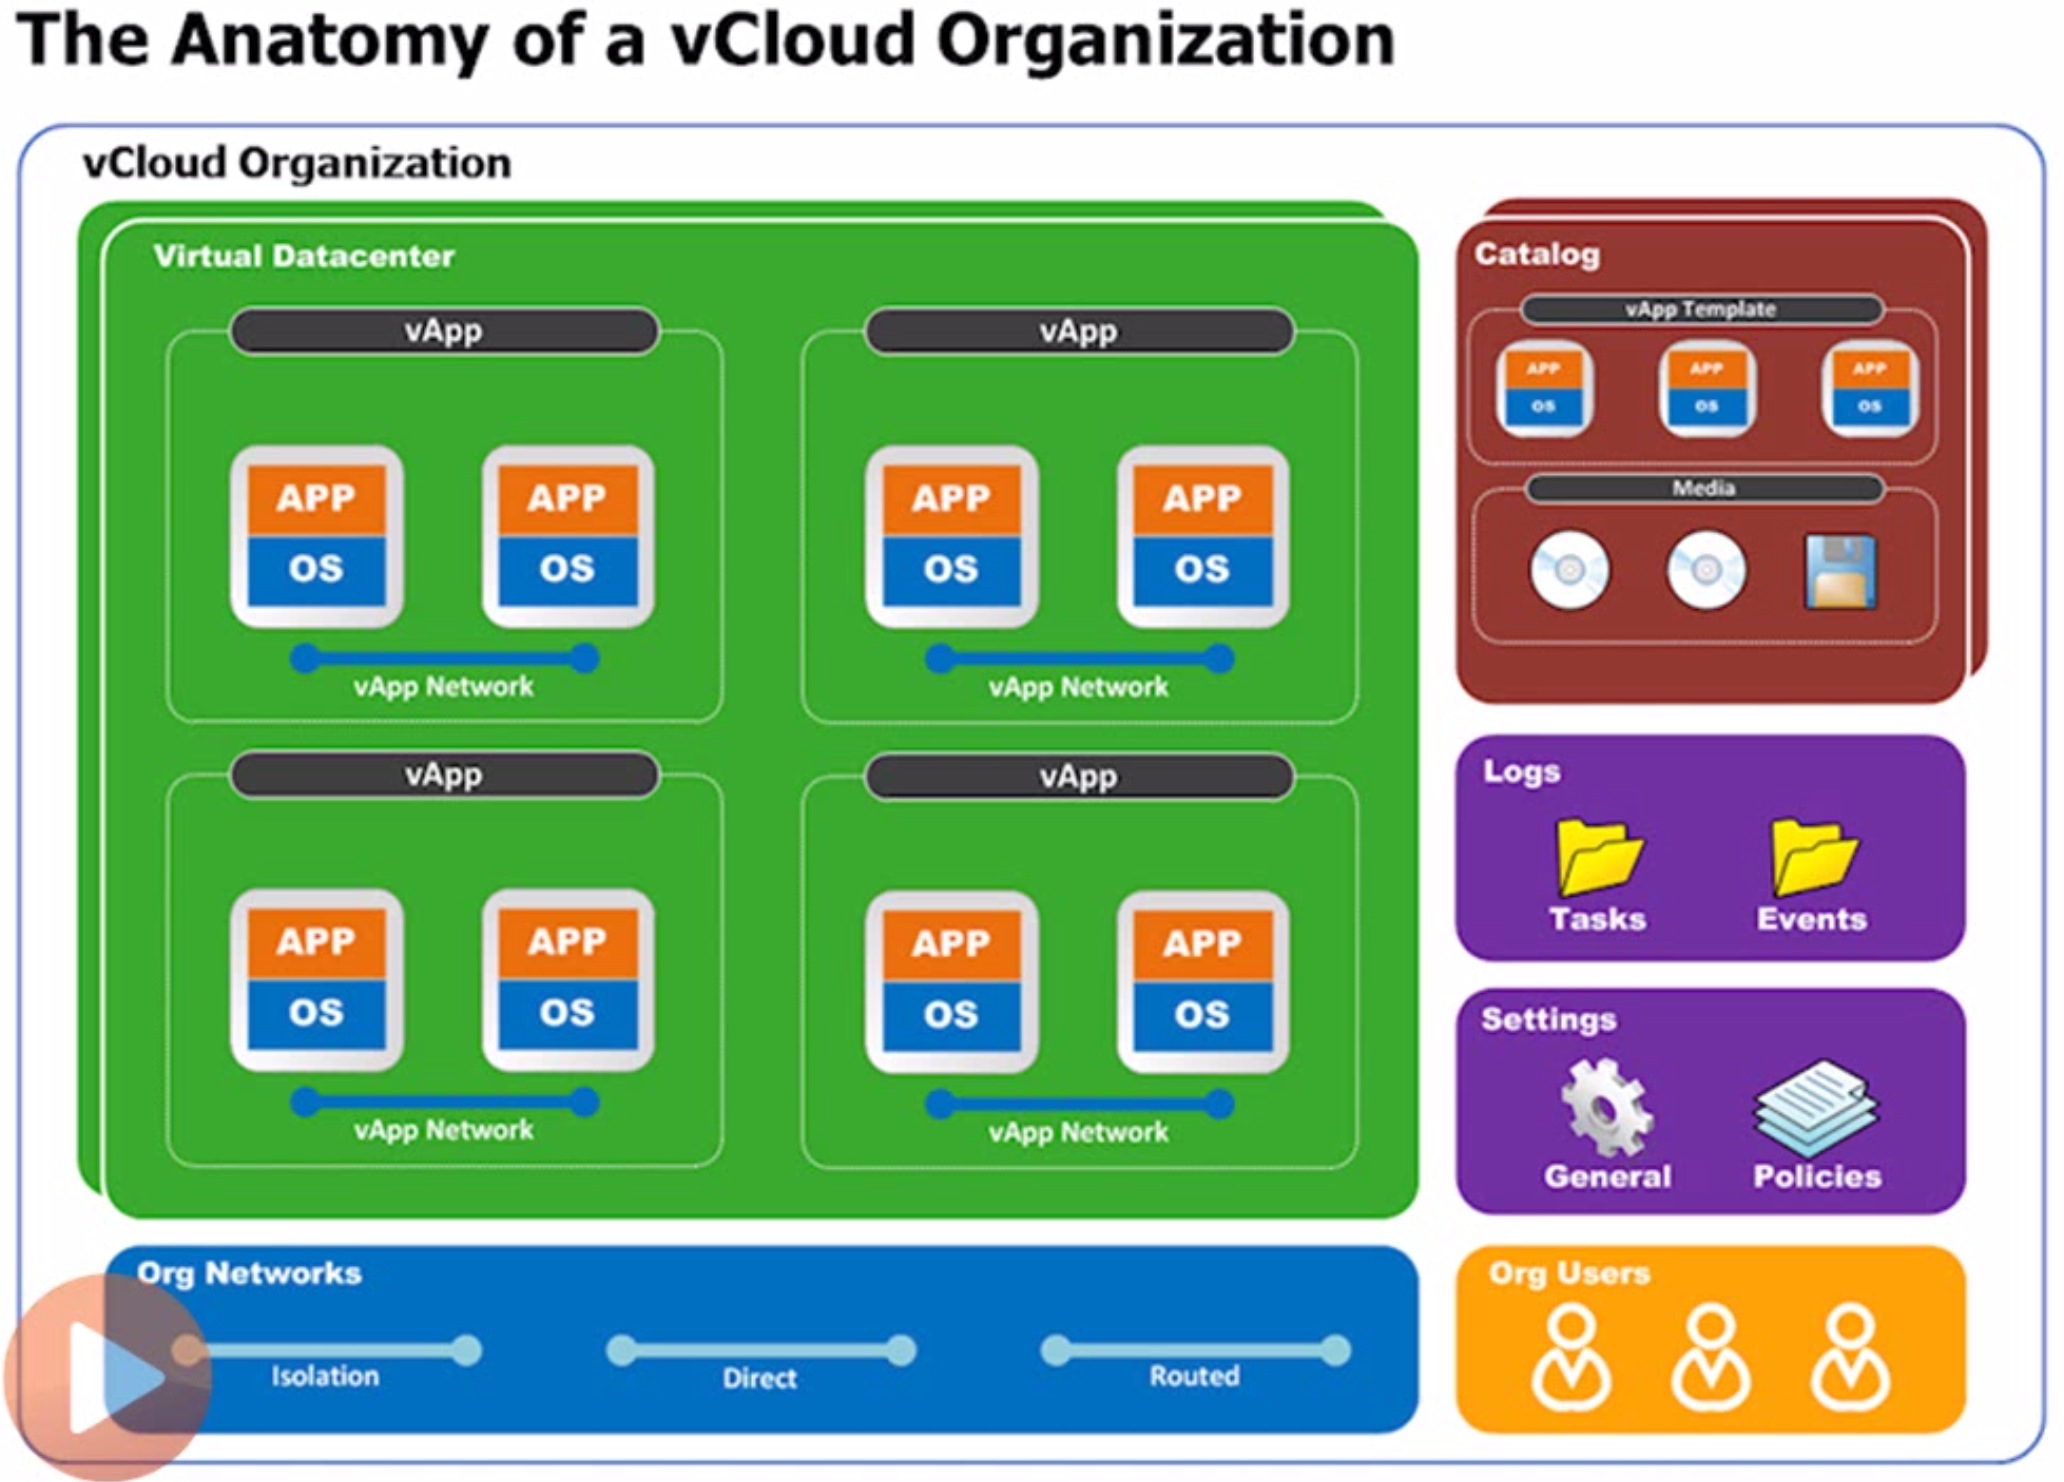 The Anatomy of a vCloud Organization
vCloud Organization
Virtual Datacenter
vApp
APP
OS
APP
OS
vApp Network
vApp
APP
OS
APP
OS
vApp Network
vApp
APP
OS
APP
OS
vApp Network
vApp
APP
OS
APP
OS
vApp Network
Catalog
vApp Template
APP
OS
APP
OS
APP
OS
Media
Logs
Tasks
Events
Settings
General
Policies
Org Networks
Isolation
Direct
Routed
Org Users